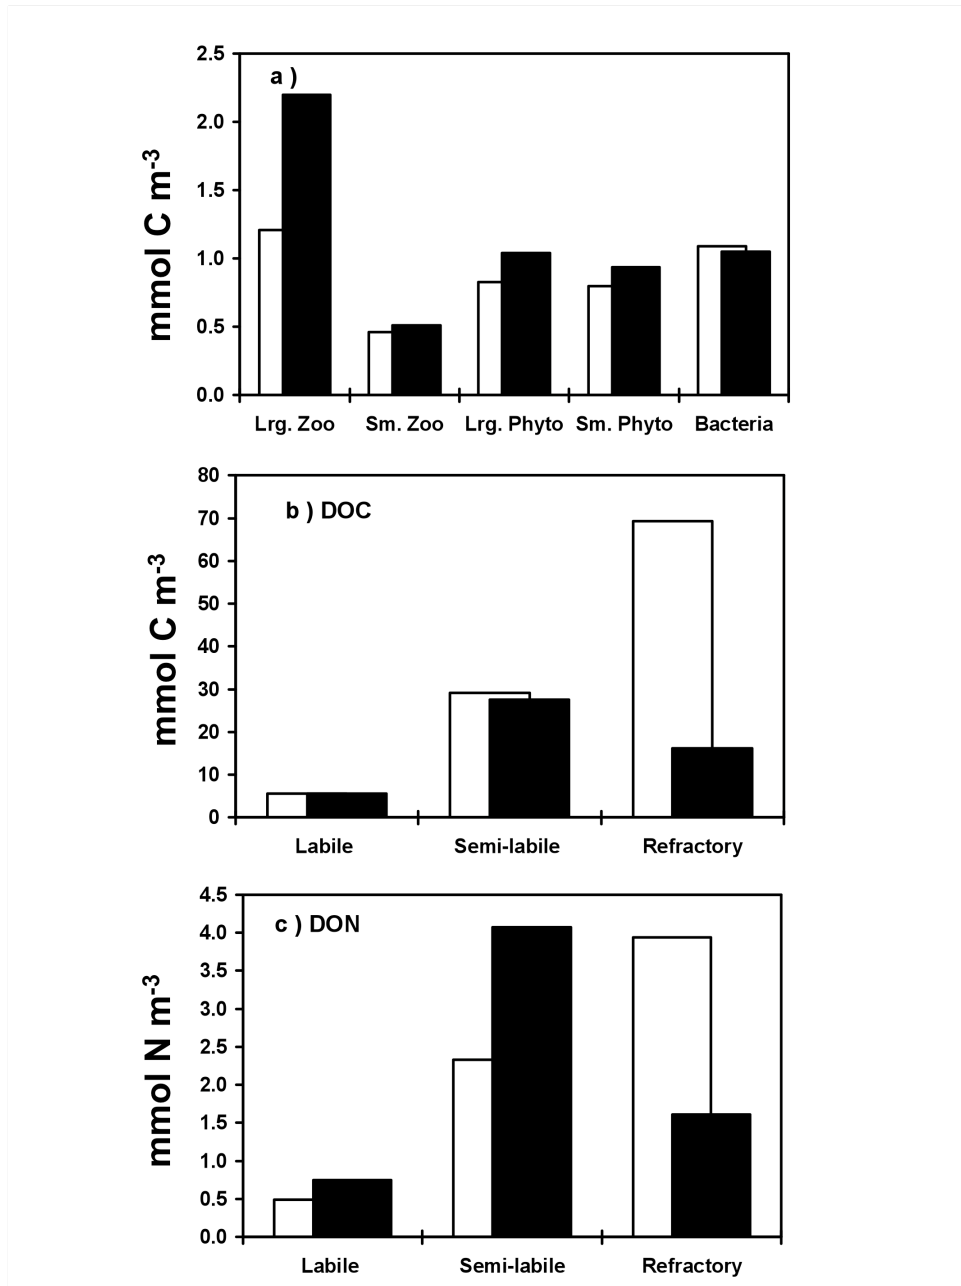 a )
mmol C m-3
2.5
2.0
1.5
1.0
0.5
0.0
Lrg. Zoo Sm. Zoo Lrg. Phyto Sm. Phyto Bacteria
b ) DOC
mmol C m-3
80
70
60
50
40
30
20
10
0
Labile Semi-labile Refractory
c ) DON
mmol N m-3
4.5
4.0
3.5
3.0
2.5
2.0
1.5
1.0
0.5
0.0
Labile Semi-labile Refractory